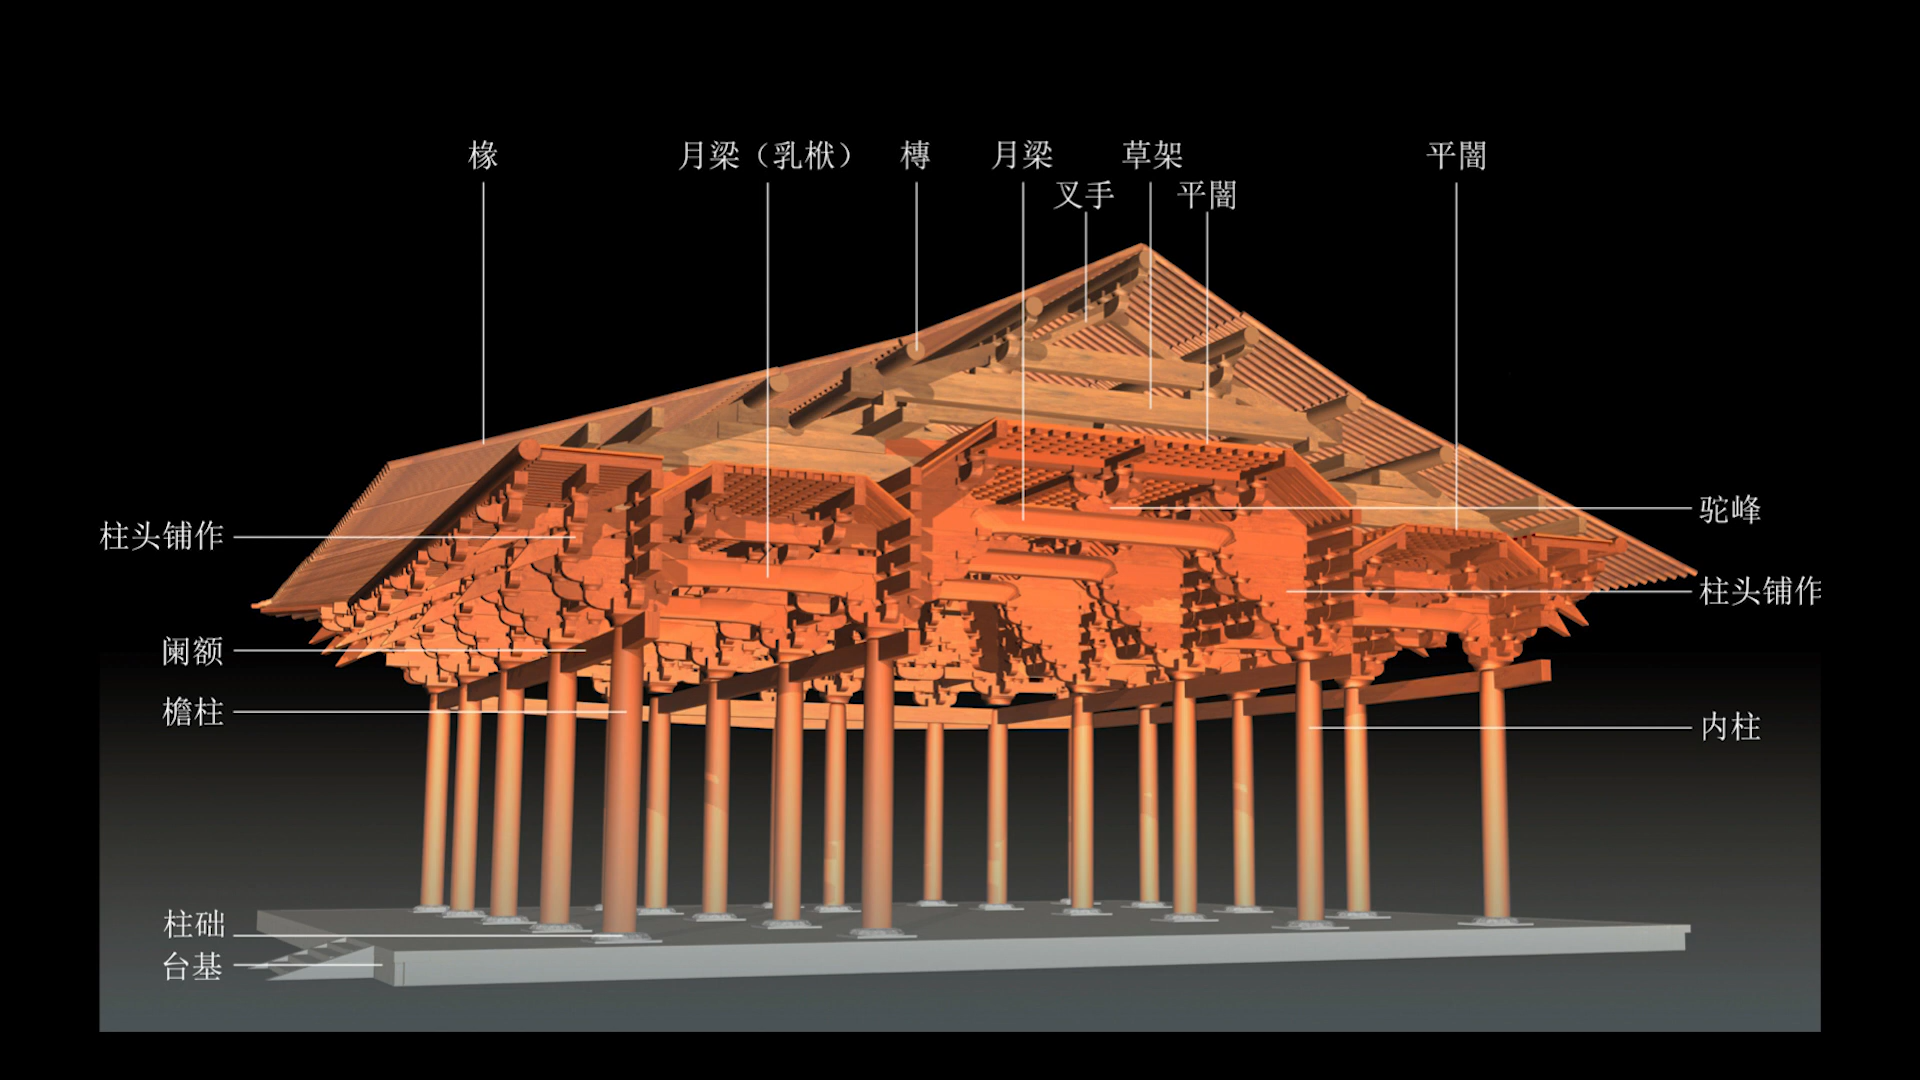 椽
月梁（乳栿）
槫
月梁
草架
平闇
叉手
平闇
柱头铺作
驼峰
柱头铺作
阑额
檐柱
内柱
柱础
台基